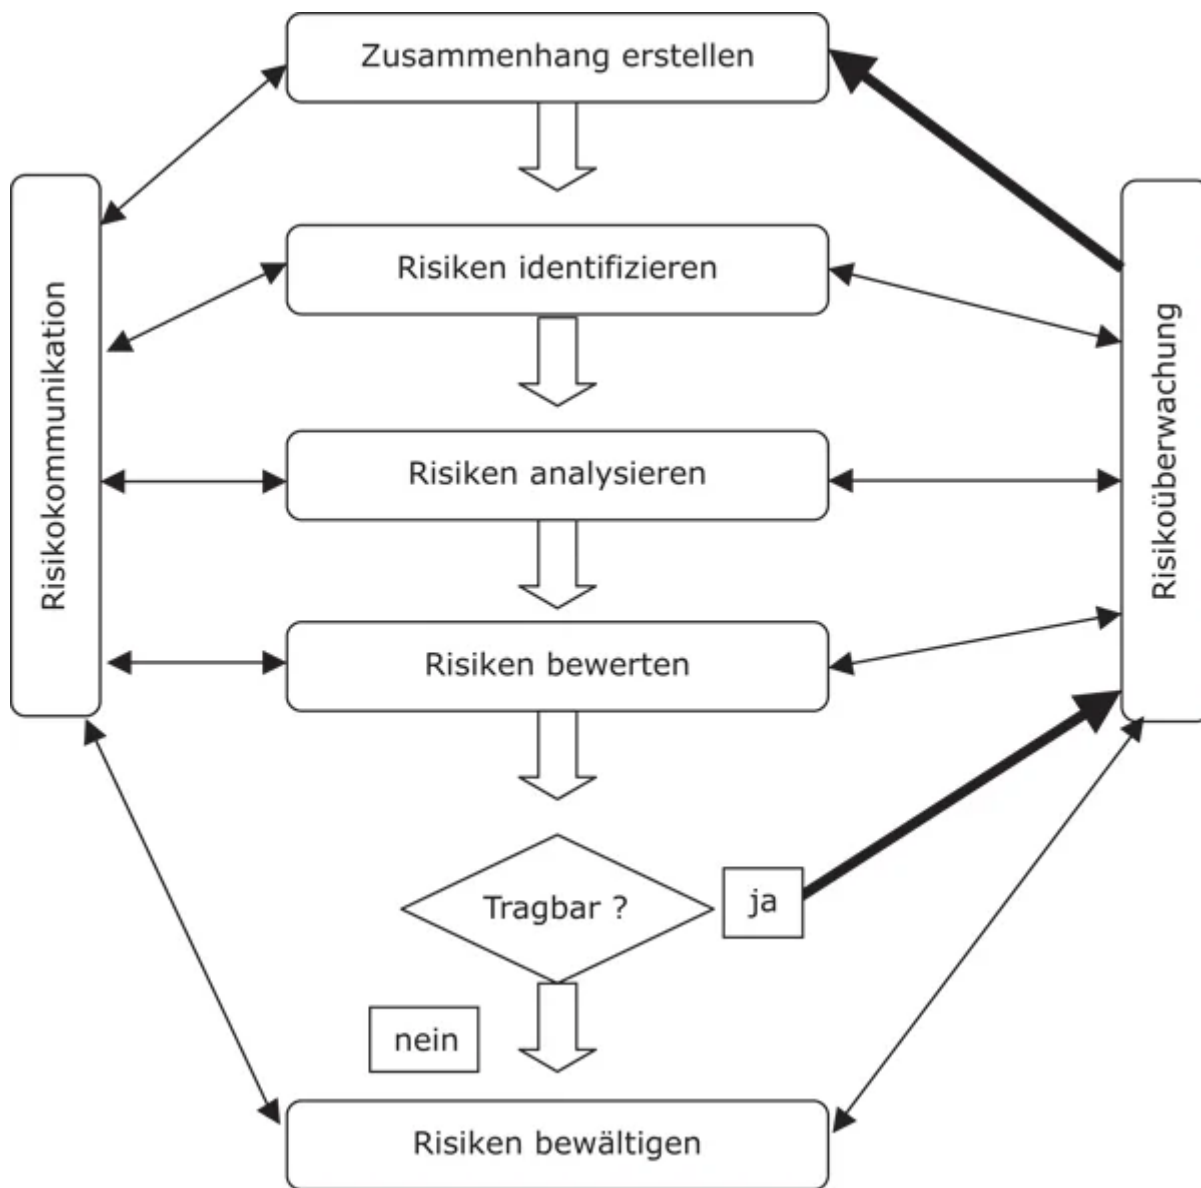 Zusammenhang erstellen
Risiken identifizieren
Risikokommunikation
Risikoüberwachung
Risiken analysieren
Risiken bewerten
Tragbar ?
ja
nein
Risiken bewältigen